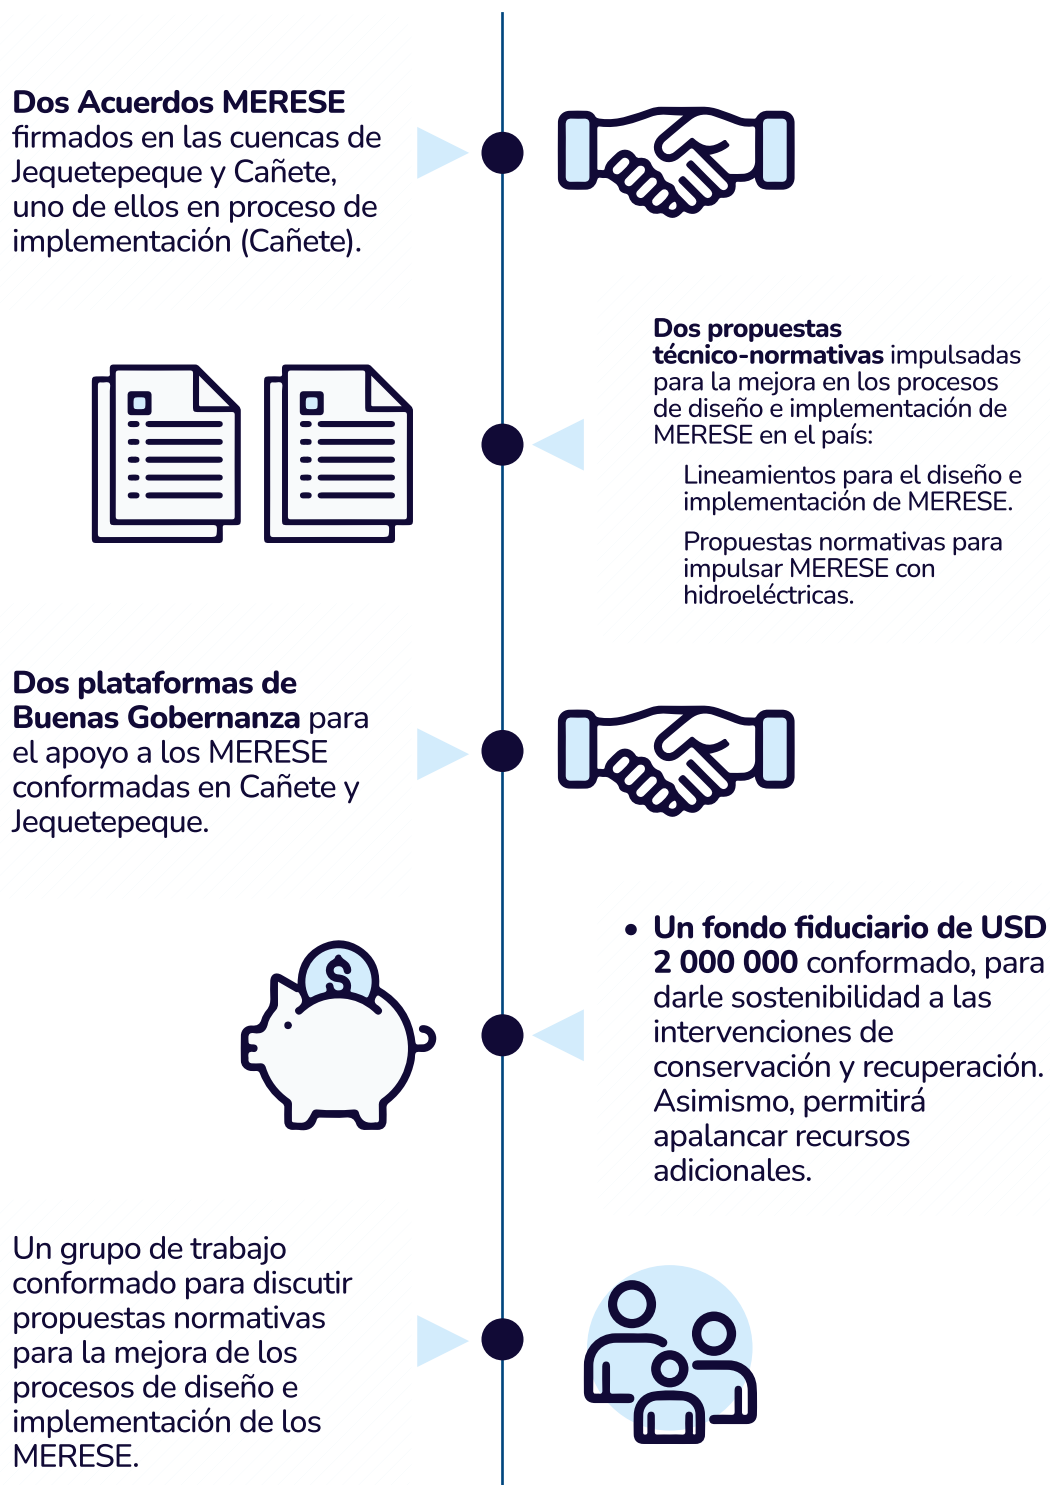 Dos Acuerdos MERESE
firmados en las cuencas de
Jequetepeque y Cañete,
uno de ellos en proceso de
implementación (Cañete).
Dos propuestas
técnico-normativas impulsadas
para la mejora en los procesos
de diseño e implementación de
MERESE en el país:
Lineamientos para el diseño e
implementación de MERESE.
Propuestas normativas para
impulsar MERESE con
hidroeléctricas.
Dos plataformas de
Buenas Gobernanza para
el apoyo a los MERESE
conformadas en Cañete y
Jequetepeque.
$
• Un fondo fiduciario de USD
2 000 000 conformado, para
darle sostenibilidad a las
intervenciones de
conservación y recuperación.
Asimismo, permitirá
apalancar recursos
adicionales.
Un grupo de trabajo
conformado para discutir
propuestas normativas
para la mejora de los
procesos de diseño e
implementación de los
MERESE.